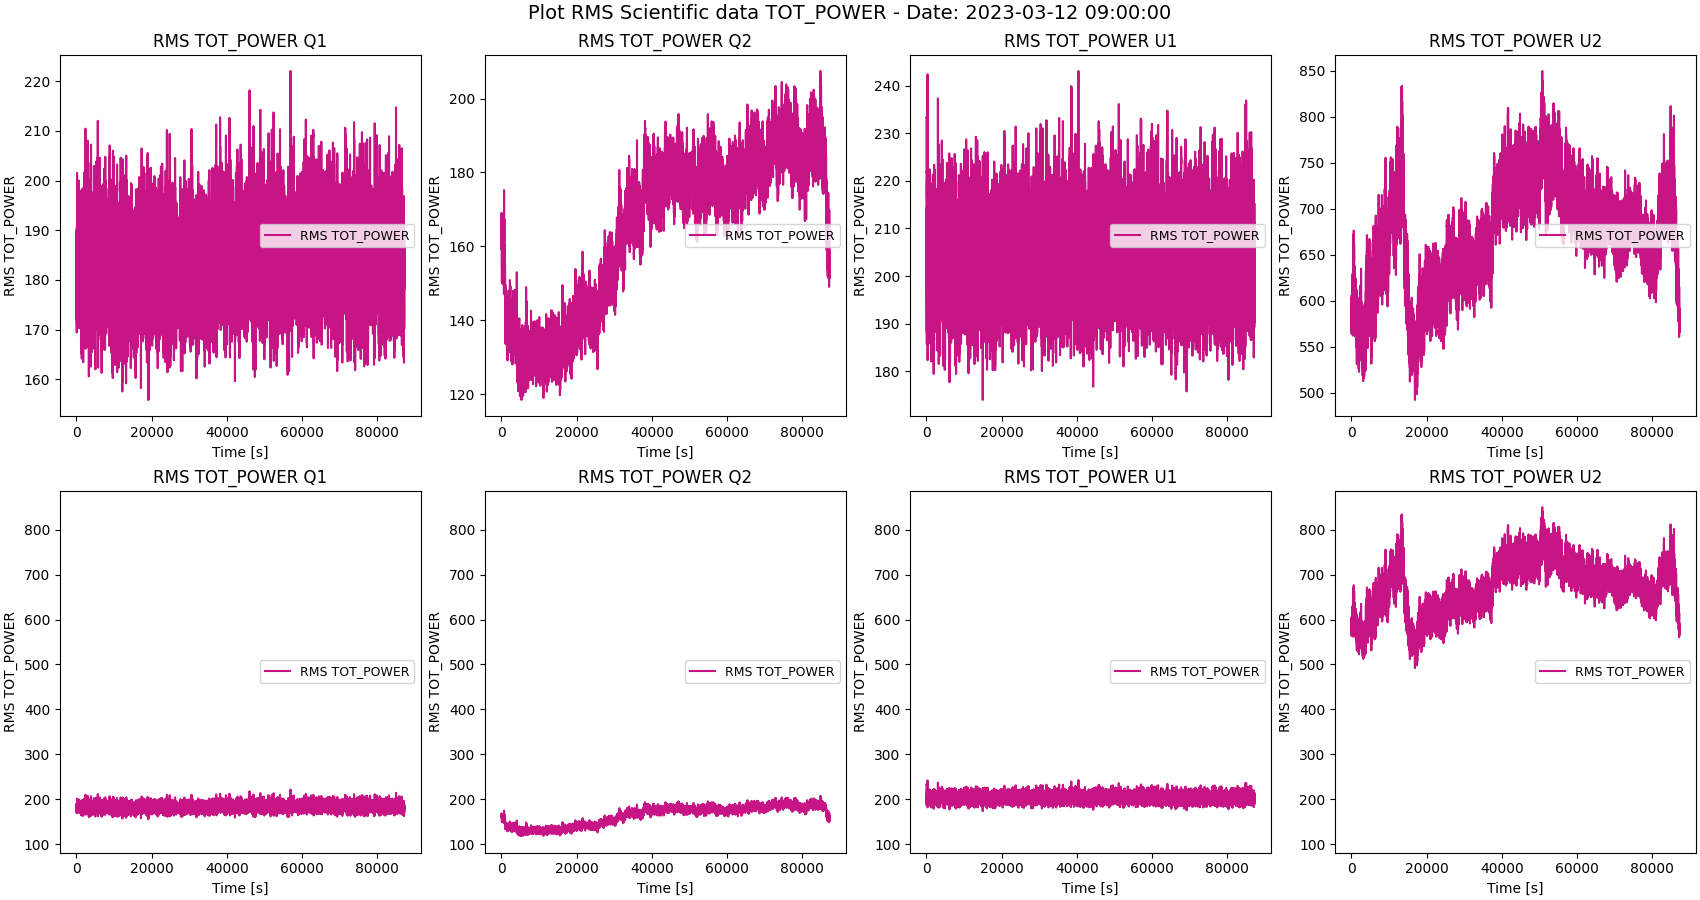 Plot RMS Scientific data TOT_POWER - Date: 2023-03-12 09:00:00
RMS TOT_POWER Q1
RMS TOT_POWER
220
210
200
190
180
170
160
RMS TOT_POWER
0 20000 40000 60000 80000
Time [s]
RMS TOT_POWER Q2
RMS TOT_POWER
200
180
160
140
120
RMS TOT_POWER
0 20000 40000 60000 80000
Time [s]
RMS TOT_POWER U1
RMS TOT_POWER
240
230
220
210
200
190
180
RMS TOT_POWER
0 20000 40000 60000 80000
Time [s]
RMS TOT_POWER U2
RMS TOT_POWER
850
800
750
700
650
600
550
500
RMS TOT_POWER
0 20000 40000 60000 80000
Time [s]
RMS TOT_POWER Q1
RMS TOT_POWER
800
700
600
500
400
300
200
100
RMS TOT_POWER
0 20000 40000 60000 80000
Time [s]
RMS TOT_POWER Q2
RMS TOT_POWER
800
700
600
500
400
300
200
100
RMS TOT_POWER
0 20000 40000 60000 80000
Time [s]
RMS TOT_POWER U1
RMS TOT_POWER
800
700
600
500
400
300
200
100
RMS TOT_POWER
0 20000 40000 60000 80000
Time [s]
RMS TOT_POWER U2
RMS TOT_POWER
800
700
600
500
400
300
200
100
RMS TOT_POWER
0 20000 40000 60000 80000
Time [s]